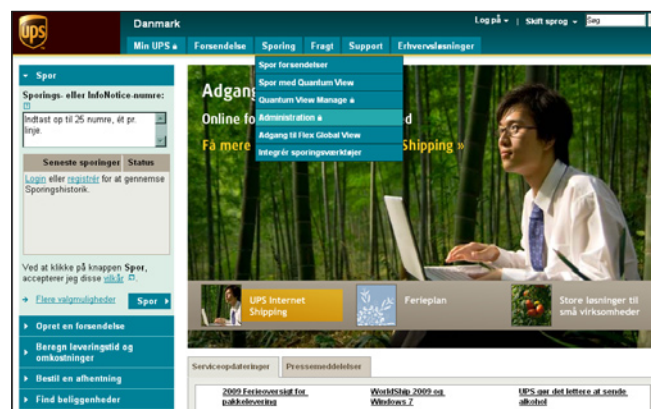 ups
Danmark
Log på
Skift sprog
Søg
Min UPS
Forsendelse
Sporing
Fragt
Support
Erhvervsløsninger
Spor forsendelser
Spor med Quantum View
Quantum View Manage
Administration
Adgang til Flex Global View
Integrér sporingsværktøjer
Spor
Sporings- eller InfoNotice-numre:
Indtast op til 25 numre, ét pr.
linje.
Seneste sporinger Status
Login eller registrér for at gennemse
Sporingshistorik.
Ved at klikke på knappen Spor,
accepterer jeg disse vilkår
Flere valgmuligheder
Spor
Opret en forsendelse
Beregn leveringstid og
omkostninger
Bestil en afhentning
Find beliggenheder
Adgang
Online fo d
Få mere Shipping »
UPS Internet
Shipping
Ferieplan
Store løsninger til
små virksomheder
Serviceopdateringer
Pressemeddelelser
2009 Ferieoversigt for
pakkelevering
WorldShip 2009 og
Windows 7
UPS gør det lettere at sende
alkohol